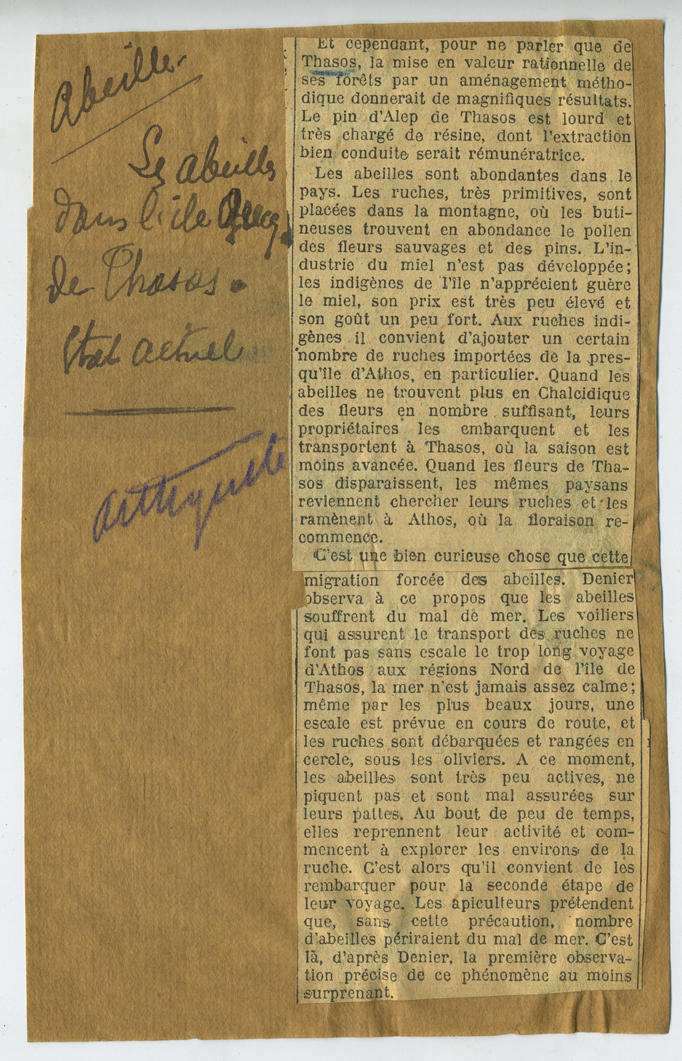 Abeille.
Les abeilles
dans l'île Grecq.
de Thasos.
Etat actuel
Et cependant, pour ne parler que de
Thasos, la mise en valeur rationnelle de
ses forêts par un aménagement métho-
dique donnerait de magnifiques résultats.
Le pin d'Alep de Thasos est lourd et
très chargé de résine, dont l'extraction
bien conduite serait rémunératrice.
Les abeilles sont abondantes dans le
pays. Les ruches, très primitives, sont
placées dans la montagne, où les buti-
neuses trouvent en abondance le pollen
des fleurs sauvages et des pins. L'in-
dustrie du miel n'est pas développée;
les indigènes de l'île n'apprécient guère
le miel, son prix est très peu élevé et
son goût un peu fort. Aux ruches indi-
gènes il convient d'ajouter un certain
nombre de ruches importées de la pres-
qu'île d'Athos, en particulier. Quand les
abeilles ne trouvent plus en Chalcidique
des fleurs en nombre suffisant, leurs
propriétaires les embarquent et les
transportent à Thasos, où la saison est
moins avancée. Quand les fleurs de Tha-
sos disparaissent, les mêmes paysans
reviennent chercher leurs ruches et les
ramènent à Athos, où la floraison re-
commence.
C'est une bien curieuse chose que cette
migration forcée des abeilles. Denier
observa à ce propos que les abeilles
souffrent du mal de mer. Les voiliers
qui assurent le transport des ruches ne
font pas sans escale le trop long voyage
d'Athos aux régions Nord de l'île de
Thasos, la mer n'est jamais assez calme;
même par les plus beaux jours, une
escale est prévue en cours de route, et
les ruches sont débarquées et rangées en
cercle, sous les oliviers. A ce moment,
les abeilles sont très peu actives, ne
piquent pas et sont mal assurées sur
leurs pattes. Au bout de peu de temps,
elles reprennent leur activité et com-
mencent à explorer les environs de la
ruche. C'est alors qu'il convient de les
rembarquer pour la seconde étape de
leur voyage. Les apiculteurs prétendent
que, sans cette précaution, nombre
d'abeilles périraient du mal de mer. C'est
là, d'après Denier, la première observa-
tion précise de ce phénomène au moins
surprenant.